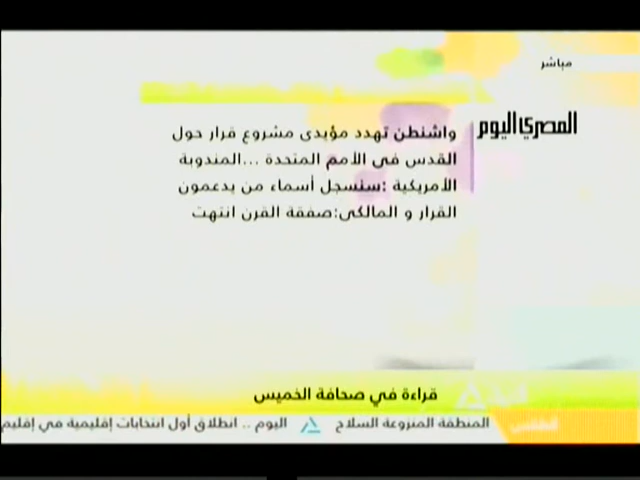 مباشر
المصري اليوم
واشنطن تهدد مؤيدى مشروع قرار حول
القدس فى الأمم المتحدة ...المندوبة
الأمريكية :سنسجل أسماء من يدعمون
القرار و المالكى:صفقة القرن انتهت
قراءة في صحافة الخميس
المنطقة المنزوعة السلاح اليوم .. انطلاق أول انتخابات إقليمية في إقليم